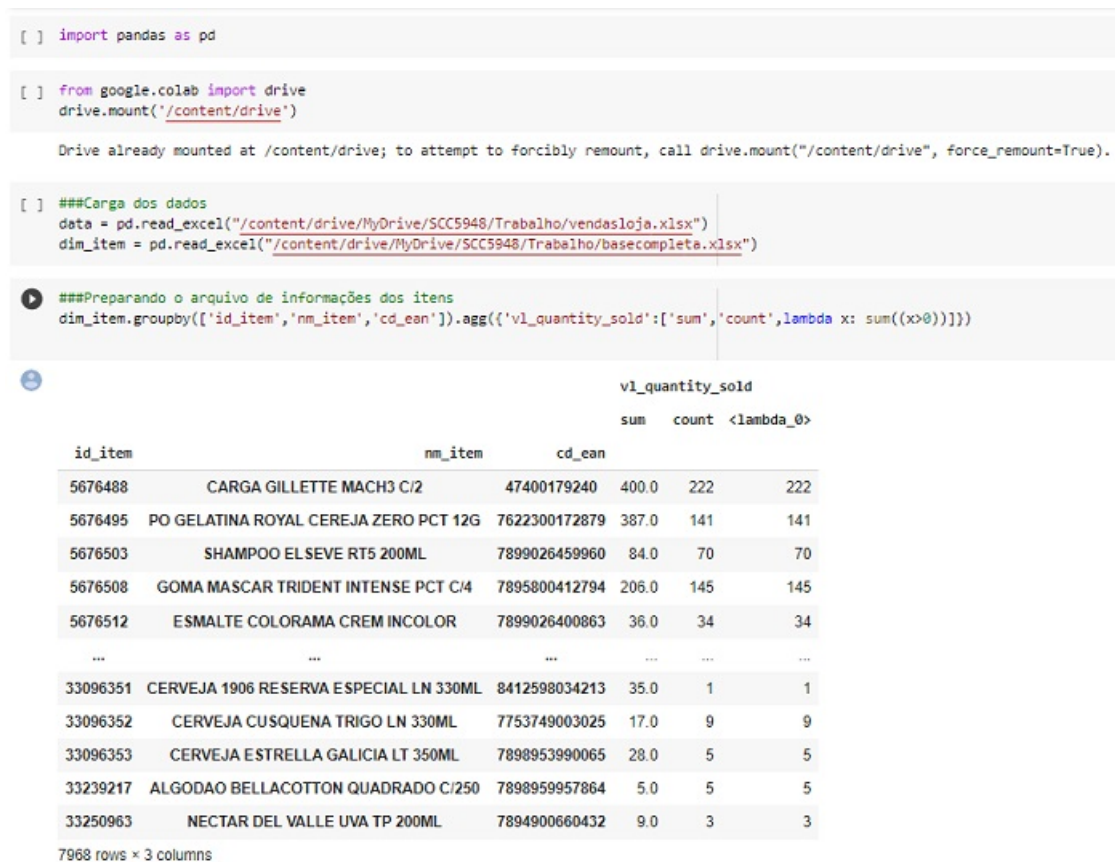 [ ] import pandas as pd
[ ] from google.colab import drive
drive.mount('/content/drive')
Drive already mounted at /content/drive; to attempt to forcibly remount, call drive.mount("/content/drive", force_remount=True).
[ ] ###Carga dos dados
data = pd.read_excel("/content/drive/MyDrive/SCC5948/Trabalho/vendasloja.xlsx")
dim_item = pd.read_excel("/content/drive/MyDrive/SCC5948/Trabalho/basecompleta.xlsx")
###Preparando o arquivo de informações dos itens
dim_item.groupby(['id_item','nm_item','cd_ean']).agg({'vl_quantity_sold':['sum','count',lambda x: sum((x>0))]})
vl_quantity_sold
sum count <lambda_0>
id_item nm_item cd_ean
5676488 CARGA GILLETTE MACH3 C/2 47400179240 400.0 222 222
5676495 PO GELATINA ROYAL CEREJA ZERO PCT 12G 7622300172879 387.0 141 141
5676503 SHAMPOO ELSEVE RT5 200ML 7899026459960 84.0 70 70
5676508 GOMA MASCAR TRIDENT INTENSE PCT C/4 7895800412794 206.0 145 145
5676512 ESMALTE COLORAMA CREM INCOLOR 7899026400863 36.0 34 34
... ... ... ... ... ...
33096351 CERVEJA 1906 RESERVA ESPECIAL LN 330ML 8412598034213 35.0 1 1
33096352 CERVEJA CUSQUENA TRIGO LN 330ML 7753749003025 17.0 9 9
33096353 CERVEJA ESTRELLA GALICIA LT 350ML 7898953990065 28.0 5 5
33239217 ALGODAO BELLACOTTON QUADRADO C/250 7898959957864 5.0 5 5
33250963 NECTAR DEL VALLE UVA TP 200ML 7894900660432 9.0 3 3
7968 rows × 3 columns